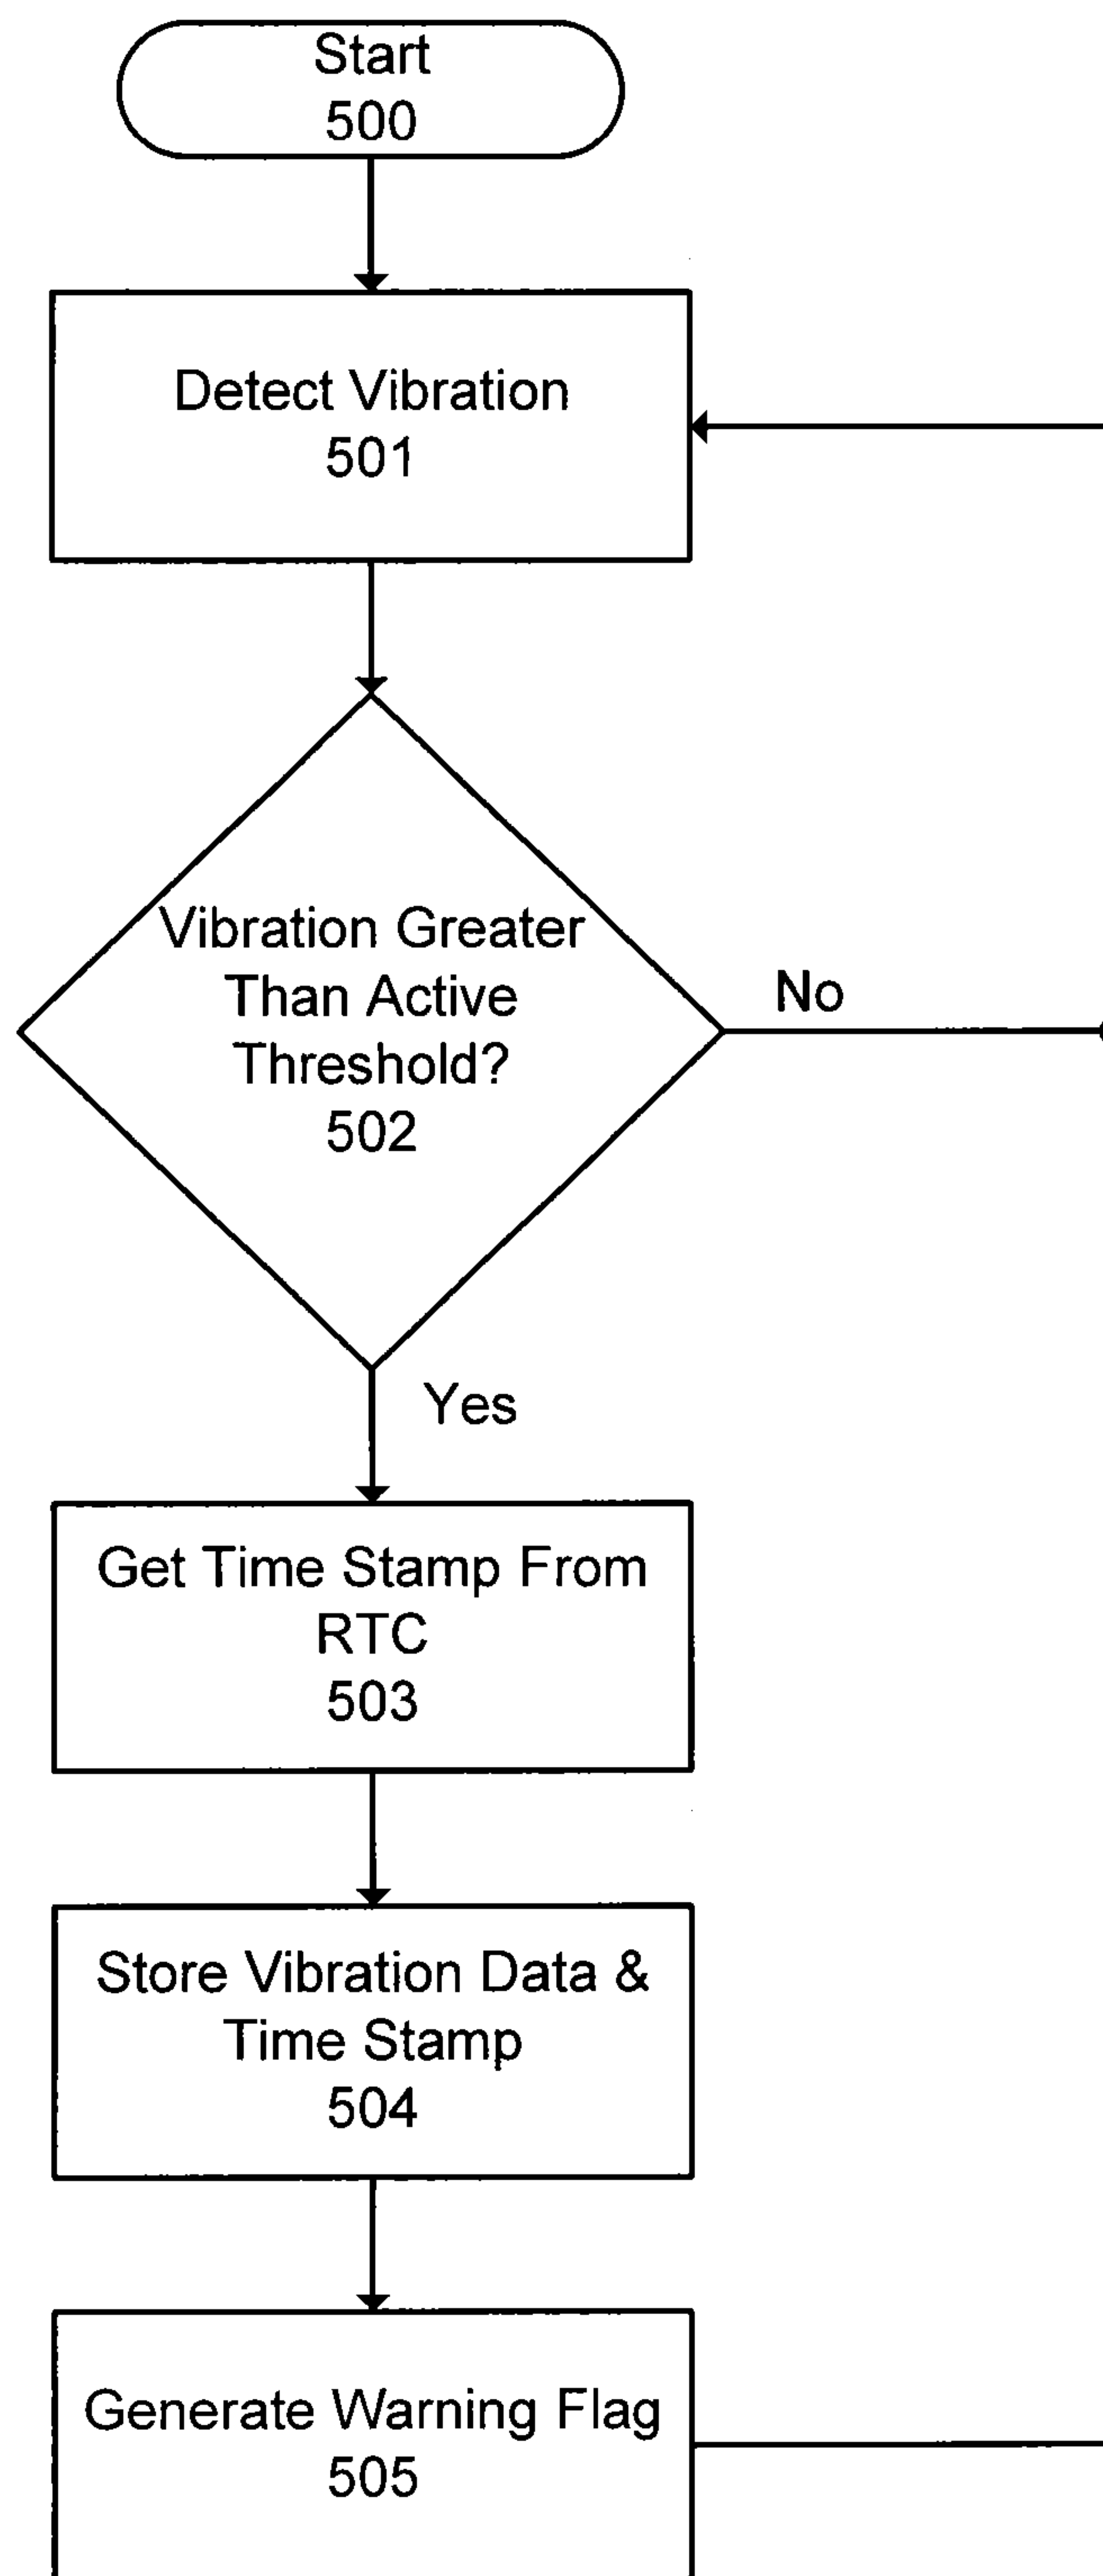 Start
500
Detect Vibration
501
Vibration Greater
Than Active
Threshold?
502
No
Yes
Get Time Stamp From
RTC
503
Store Vibration Data &
Time Stamp
504
Generate Warning Flag
505